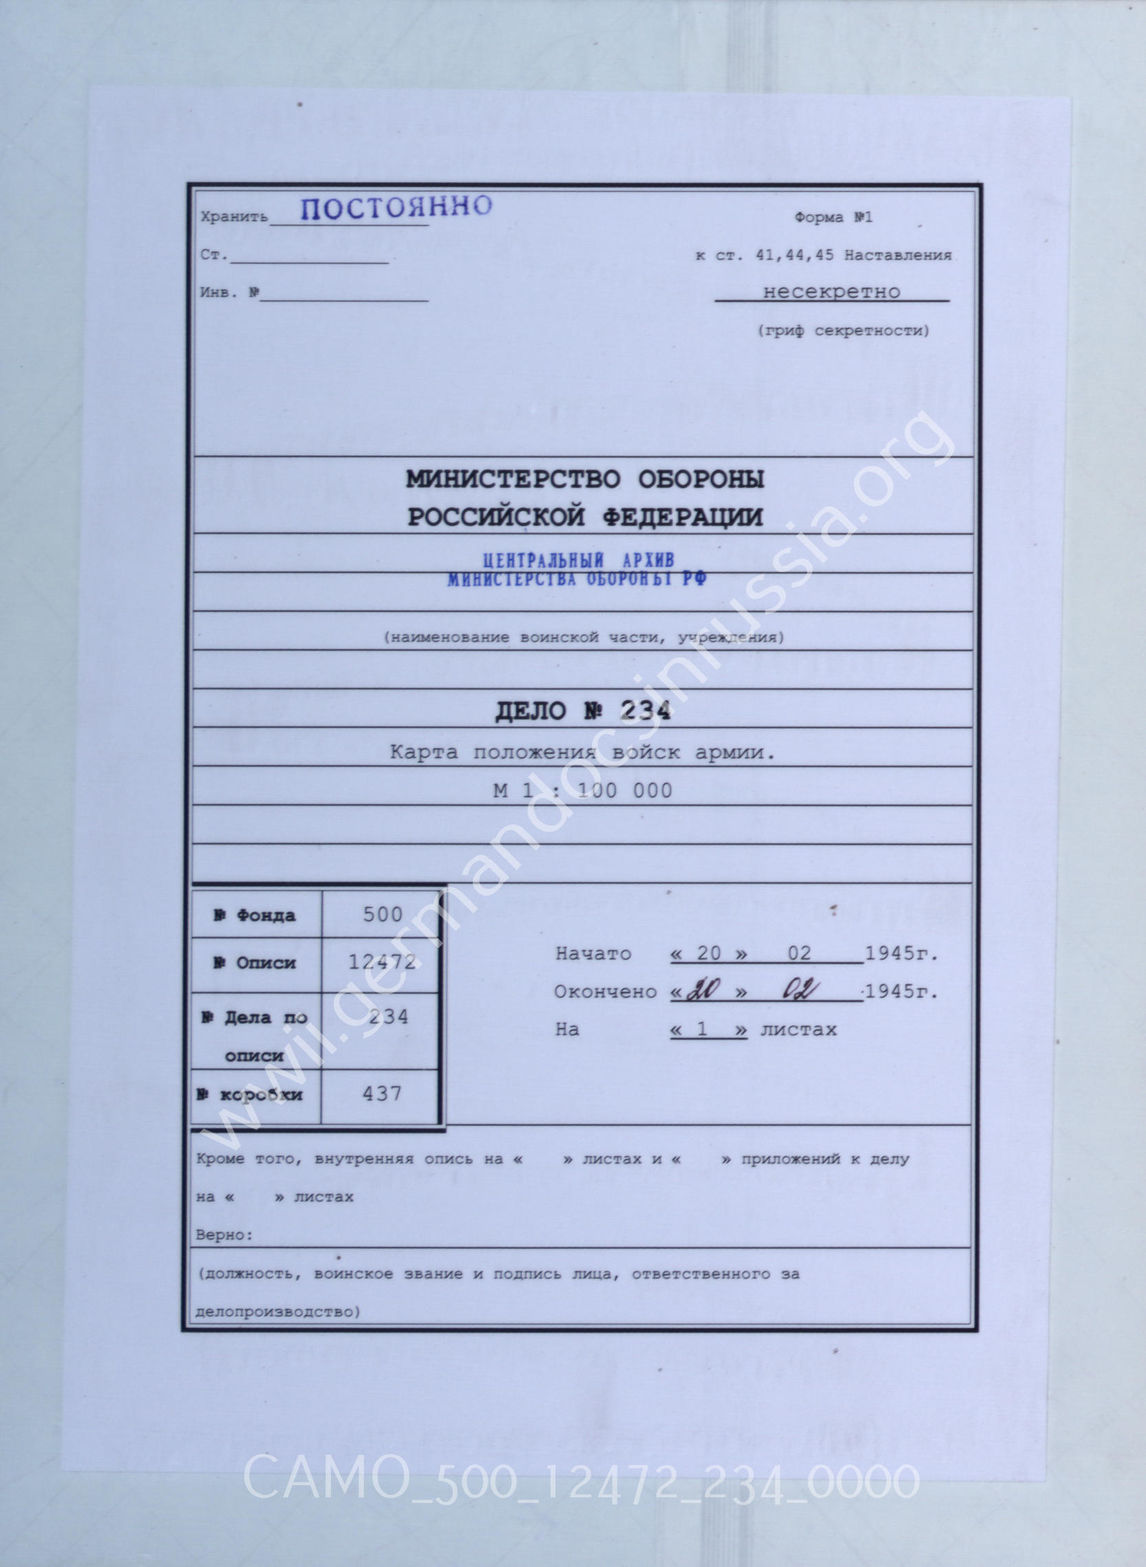 Хранить ПОСТОЯННО
Форма №1
Ст.
к ст. 41,44,45 Наставления
Инв. №
несекретно
(гриф секретности)
МИНИСТЕРСТВО ОБОРОНЫ
РОССИЙСКОЙ ФЕДЕРАЦИИ
ЦЕНТРАЛЬНЫЙ АРХИВ
МИНИСТЕРСТВА ОБОРОНЫ РФ
(наименование воинской части, учреждения)
ДЕЛО № 234
Карта положения войск армии.
М 1 : 100 000
№ Фонда 500
№ Описи 12472
№ Дела по 234
описи
№ коробки 437
Начато « 20 » 02 1945г.
Окончено «20 » 02 1945г.
На « 1 » листах
Кроме того, внутренняя опись на « » листах и « » приложений к делу
на « » листах
Верно:
(должность, воинское звание и подпись лица, ответственного за
делопроизводство)
www.germandocsinrussia.org
CAMO_500_12472_234_0000